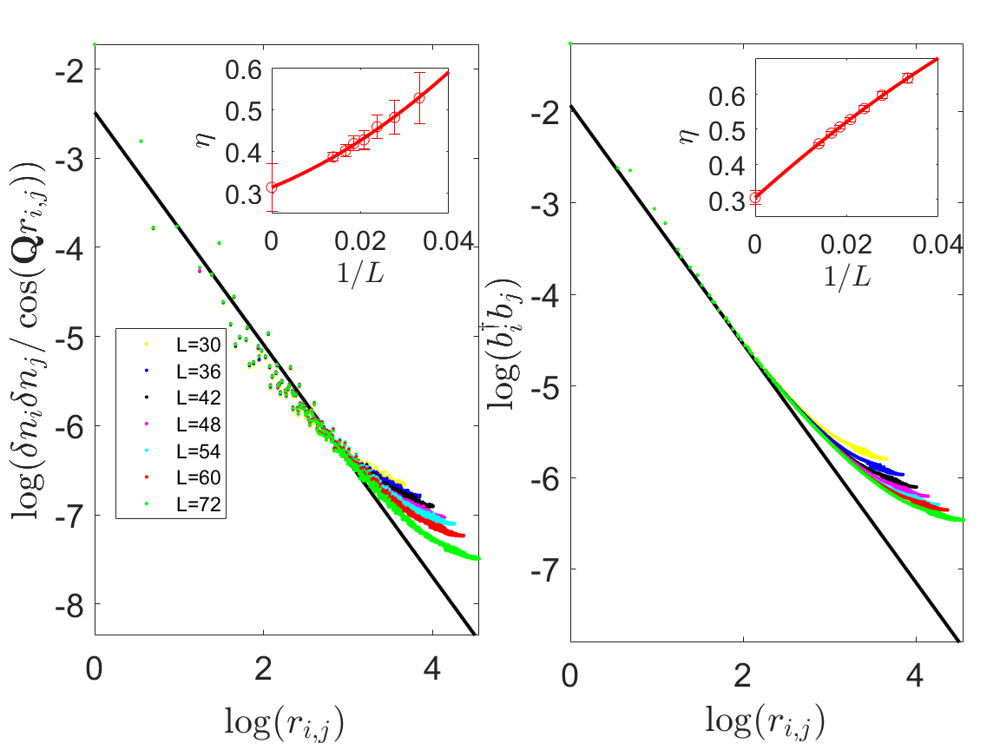 log(δn_iδn_j/ cos(Qr_{i,j}))
-2
-3
-4
-5
-6
-7
-8
0
2
4
log(r_{i,j})
η
0.6
0.5
0.4
0.3
0
0.02
0.04
1/L
L=30
L=36
L=42
L=48
L=54
L=60
L=72
log(b_i^†b_j)
-2
-3
-4
-5
-6
-7
0
2
4
log(r_{i,j})
η
0.6
0.5
0.4
0.3
0
0.02
0.04
1/L